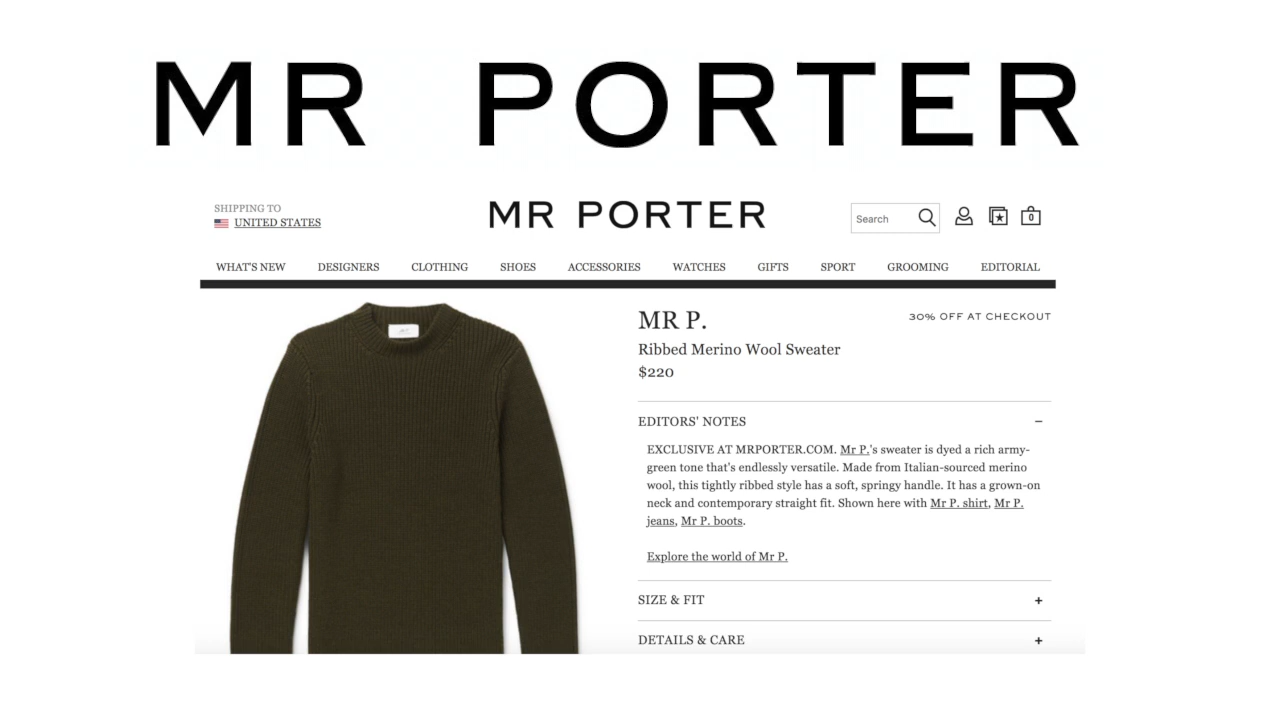 MR PORTER
SHIPPING TO
UNITED STATES
MR PORTER
Search
0
WHAT'S NEW DESIGNERS CLOTHING SHOES ACCESSORIES WATCHES GIFTS SPORT GROOMING EDITORIAL
MR P.
30% OFF AT CHECKOUT
Ribbed Merino Wool Sweater
$220
EDITORS' NOTES −
EXCLUSIVE AT MRPORTER.COM. Mr P.'s sweater is dyed a rich army-
green tone that's endlessly versatile. Made from Italian-sourced merino
wool, this tightly ribbed style has a soft, springy handle. It has a grown-on
neck and contemporary straight fit. Shown here with Mr P. shirt, Mr P.
jeans, Mr P. boots.
Explore the world of Mr P.
SIZE & FIT +
DETAILS & CARE +